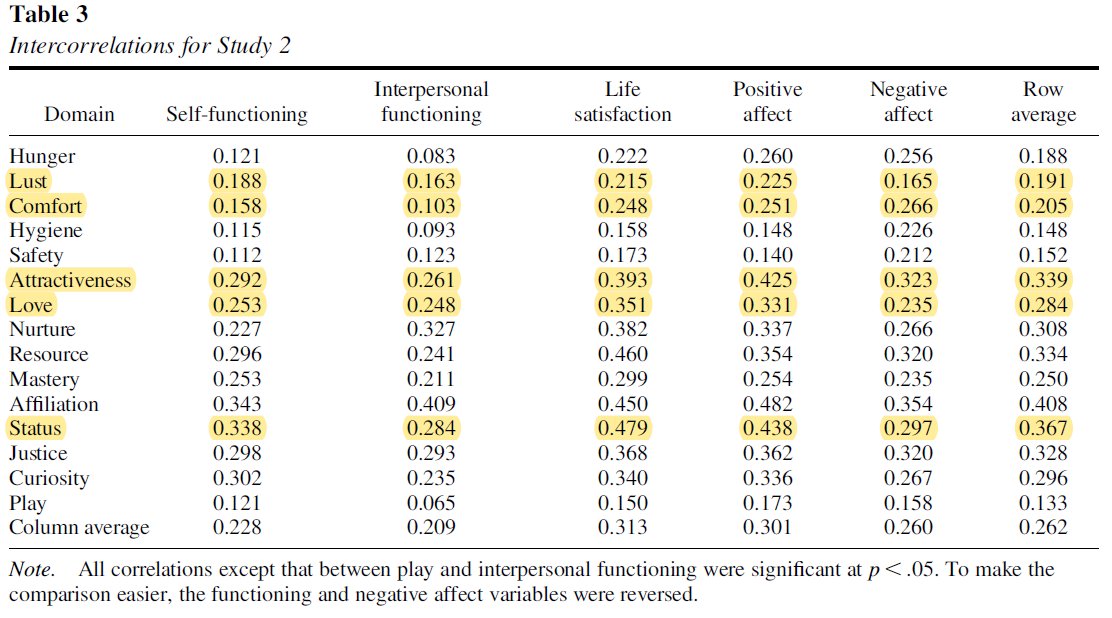 Table 3
Intercorrelations for Study 2
Domain Self-functioning Interpersonal functioning Life satisfaction Positive affect Negative affect Row average
Hunger 0.121 0.083 0.222 0.260 0.256 0.188
Lust 0.188 0.163 0.215 0.225 0.165 0.191
Comfort 0.158 0.103 0.248 0.251 0.266 0.205
Hygiene 0.115 0.093 0.158 0.148 0.226 0.148
Safety 0.112 0.123 0.173 0.140 0.212 0.152
Attractiveness 0.292 0.261 0.393 0.425 0.323 0.339
Love 0.253 0.248 0.351 0.331 0.235 0.284
Nurture 0.227 0.327 0.382 0.337 0.266 0.308
Resource 0.296 0.241 0.460 0.354 0.320 0.334
Mastery 0.253 0.211 0.299 0.254 0.235 0.250
Affiliation 0.343 0.409 0.450 0.482 0.354 0.408
Status 0.338 0.284 0.479 0.438 0.297 0.367
Justice 0.298 0.293 0.368 0.362 0.320 0.328
Curiosity 0.302 0.235 0.340 0.336 0.267 0.296
Play 0.121 0.065 0.150 0.173 0.158 0.133
Column average 0.228 0.209 0.313 0.301 0.260 0.262
Note. All correlations except that between play and interpersonal functioning were significant at p < .05. To make the
comparison easier, the functioning and negative affect variables were reversed.